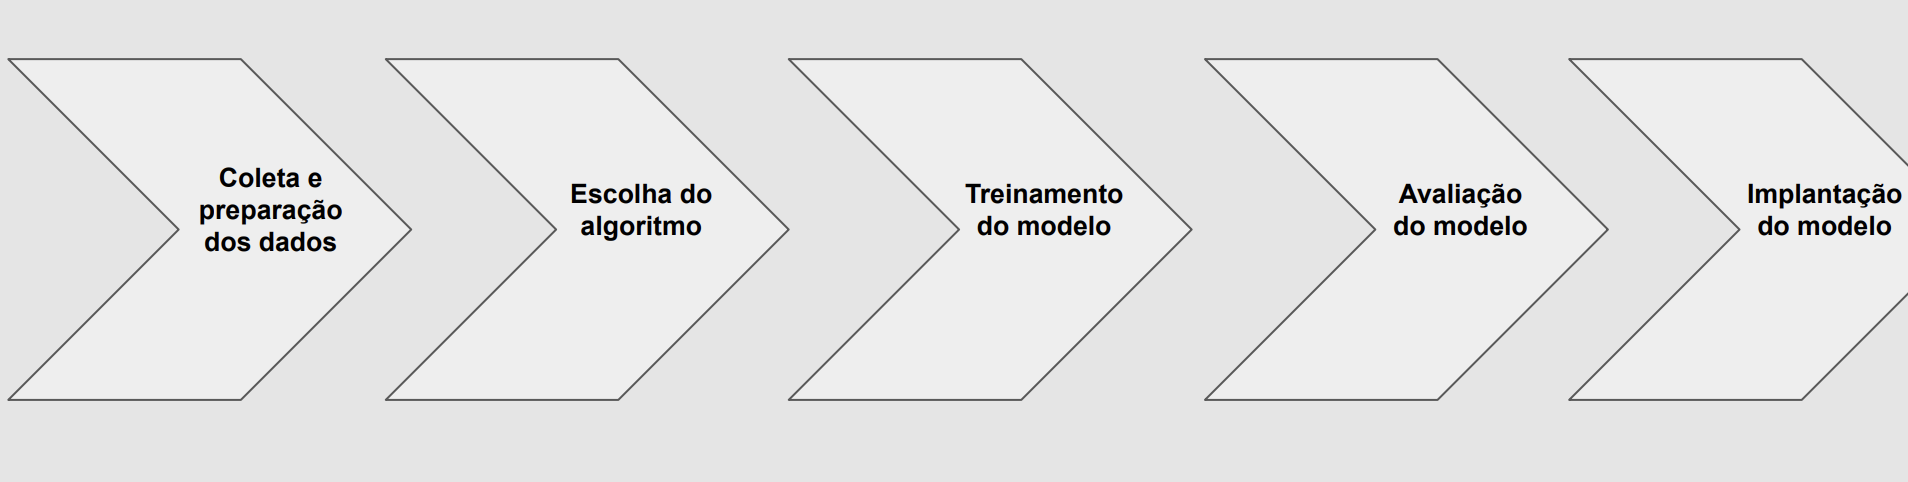 Coleta e
preparação
dos dados
Escolha do
algoritmo
Treinamento
do modelo
Avaliação
do modelo
Implantação
do modelo